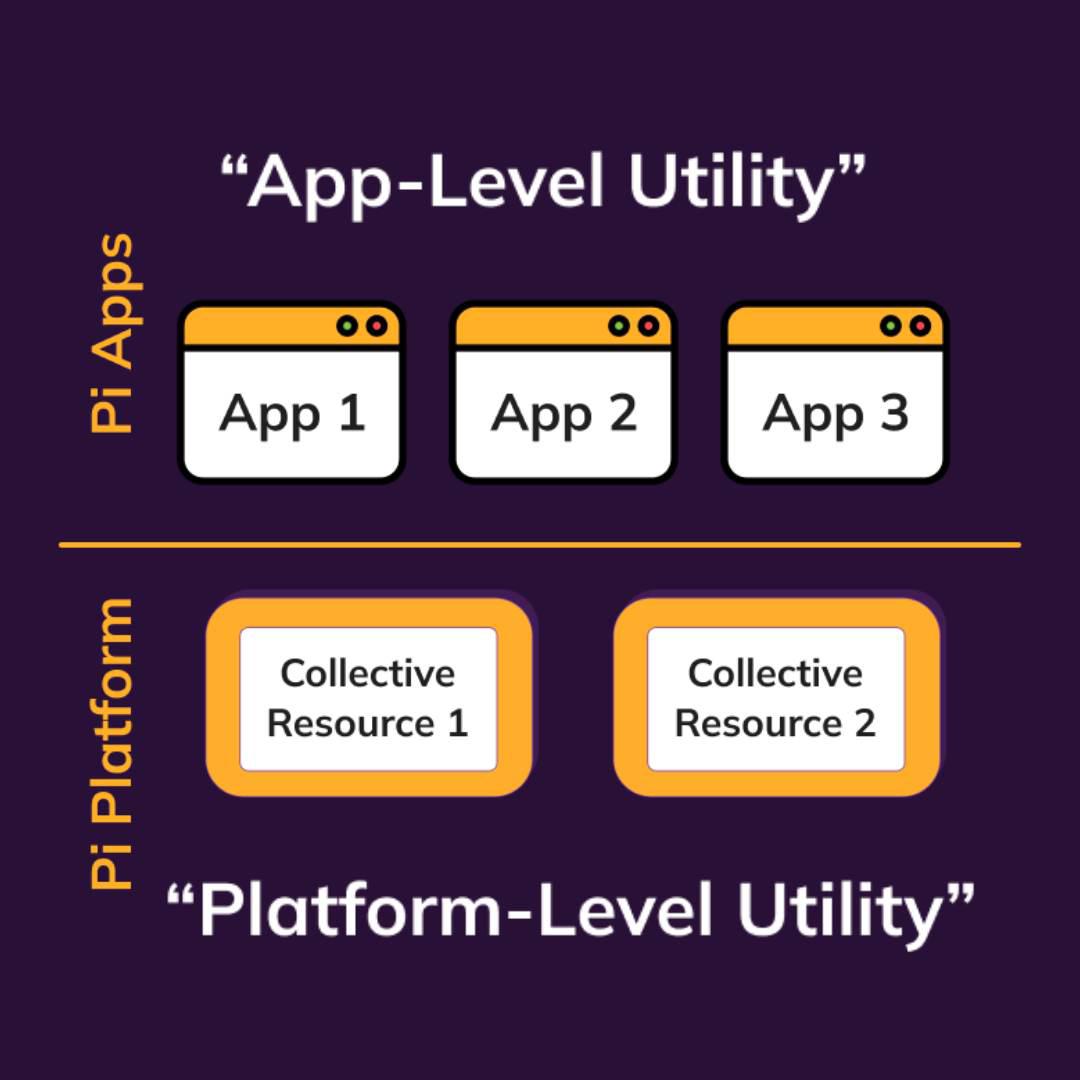 “App-Level Utility”
Pi Apps
App 1
App 2
App 3
Pi Platform
Collective
Resource 1
Collective
Resource 2
“Platform-Level Utility”